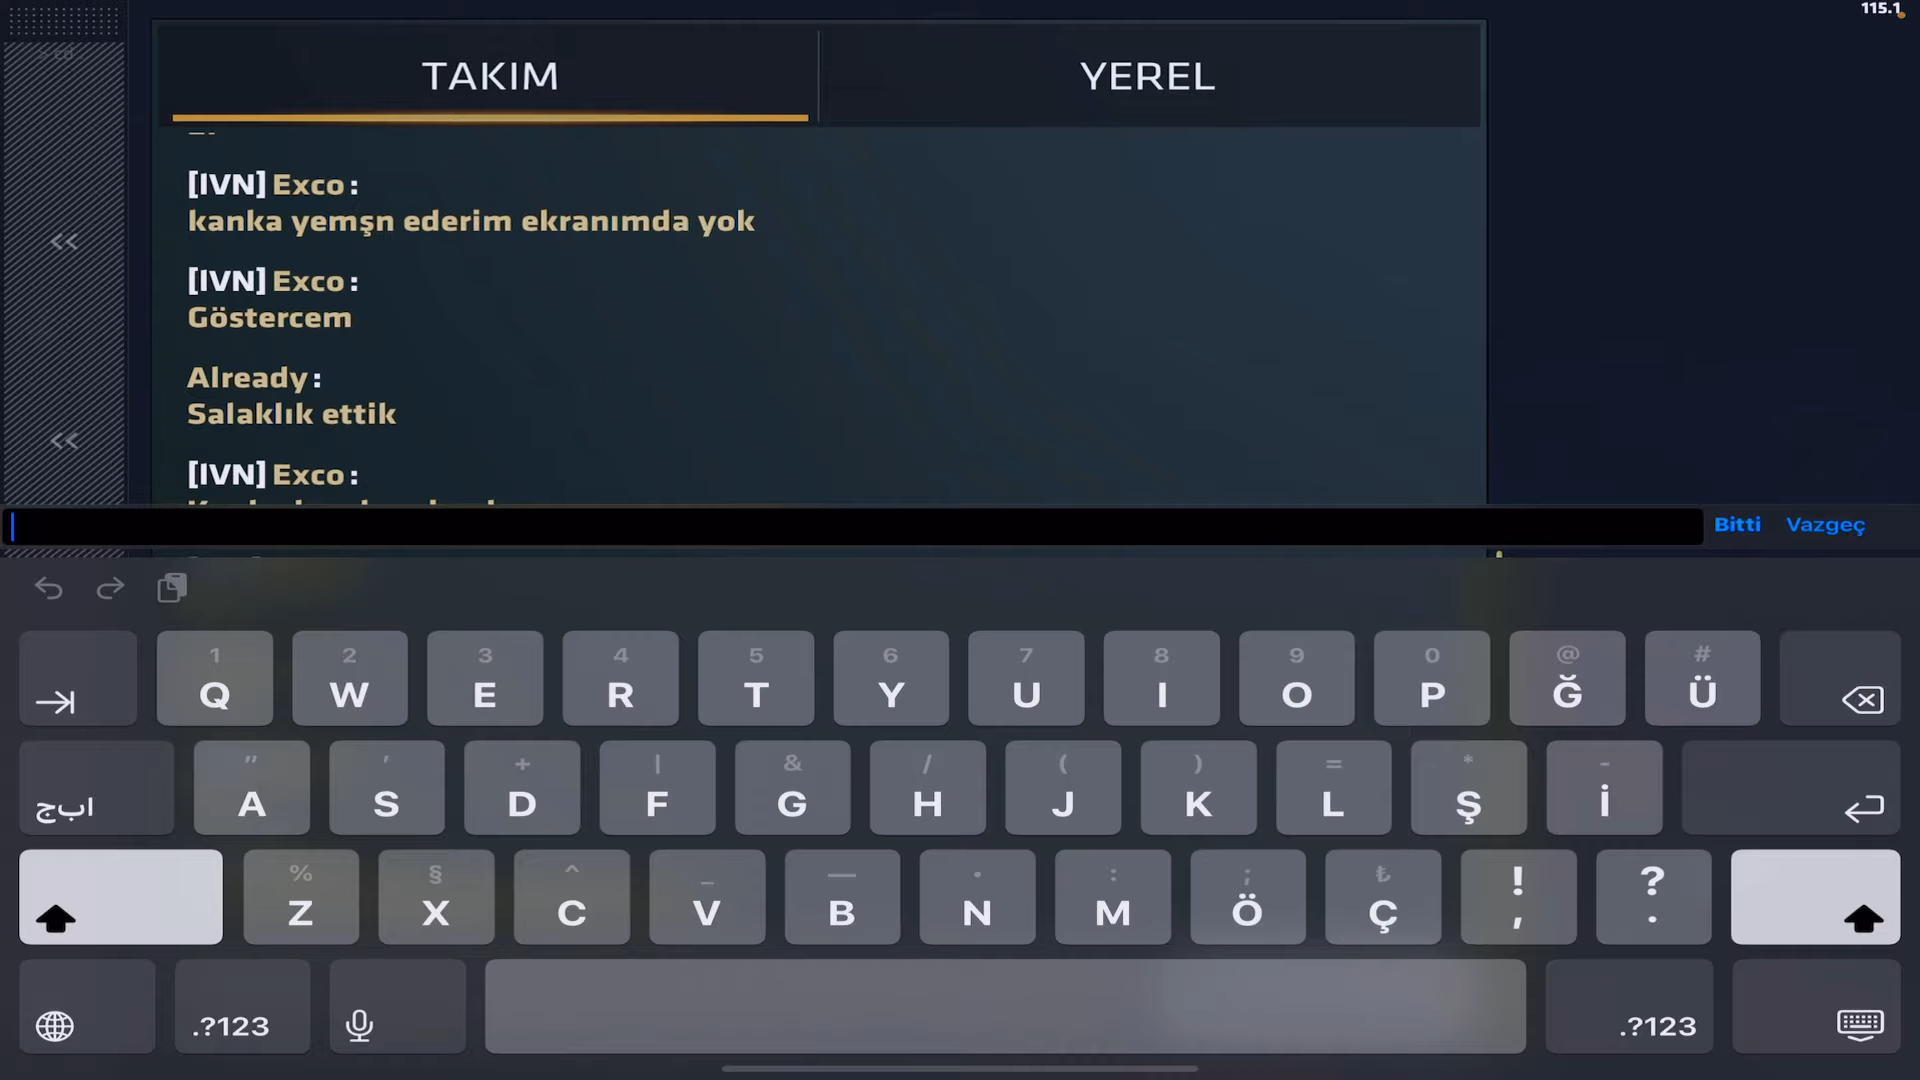 115.1
TAKIM
YEREL
[IVN] Exco :
kanka yemşn ederim ekranımda yok
[IVN] Exco :
Göstercem
Already :
Salaklık ettik
[IVN] Exco :
Bitti Vazgeç
1 2 3 4 5 6 7 8 9 0 @ #
Q W E R T Y U I O P Ğ Ü
" ' + | & / ( ) = * -
ابج A S D F G H J K L Ş İ
% § ^ _ — • : ; ₺ ! ?
Z X C V B N M Ö Ç , .
.?123 .?123